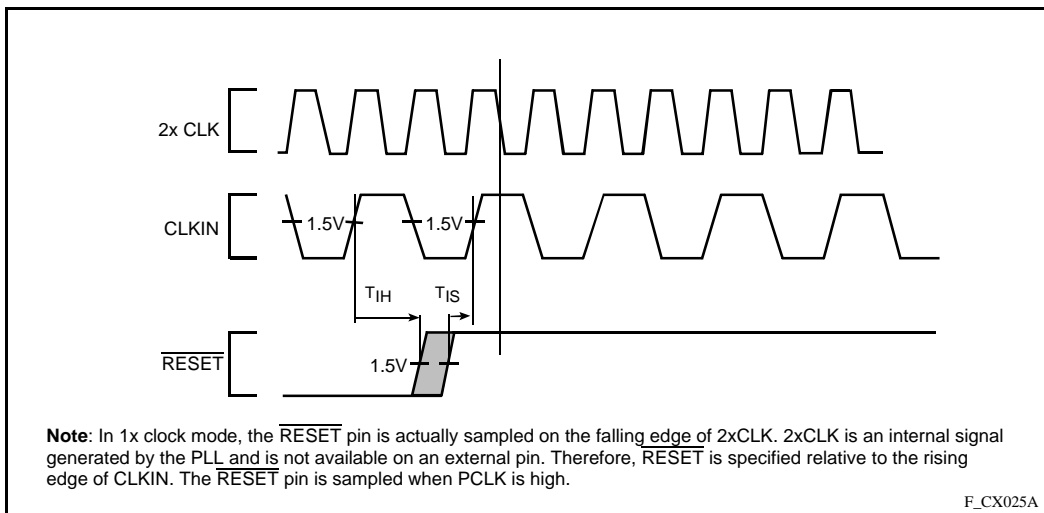 2x CLK
CLKIN
1.5V
1.5V
TIH
TIS
1.5V
RESET
Note: In 1x clock mode, the RESET pin is actually sampled on the falling edge of 2xCLK. 2xCLK is an internal signal
generated by the PLL and is not available on an external pin. Therefore, RESET is specified relative to the rising
edge of CLKIN. The RESET pin is sampled when PCLK is high.
F_CX025A